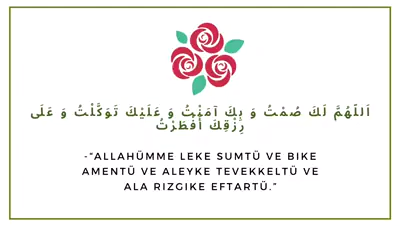 اَللّٰهُمَّ لَكَ صُمْتُ وَ بِكَ آمَنْتُ وَ عَلَيْكَ تَوَكَّلْتُ وَ عَلَى
رِزْقِكَ أَفْطَرْتُ
-"ALLAHÜMME LEKE SUMTÜ VE BIKE
AMENTÜ VE ALEYKE TEVEKKELTÜ VE
ALA RIZGIKE EFTARTÜ."